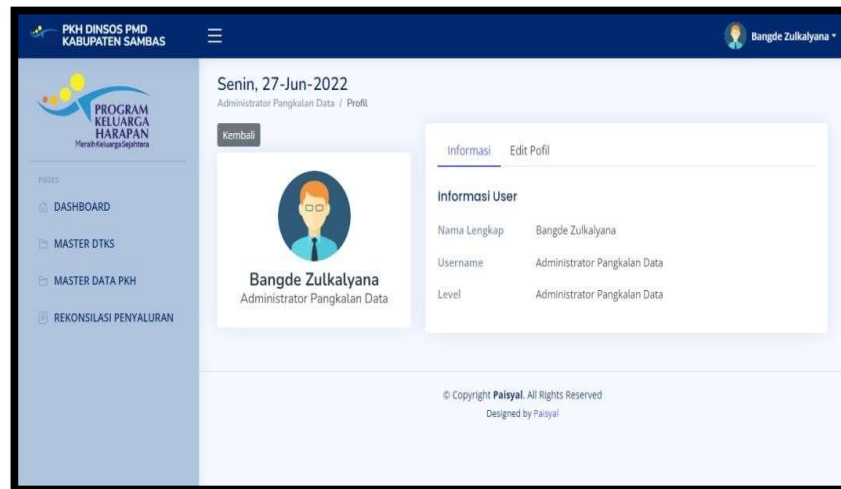 PKH DINSOS PMD
KABUPATEN SAMBAS
Bangde Zulkalyana
PROGRAM
KELUARGA
HARAPAN
Meraih Keluarga Sejahtera
PAGES
DASHBOARD
MASTER DTKS
MASTER DATA PKH
REKONSILASI PENYALURAN
Senin, 27-Jun-2022
Administrator Pangkalan Data / Profil
Kembali
Bangde Zulkalyana
Administrator Pangkalan Data
Informasi Edit Pofil
Informasi User
Nama Lengkap Bangde Zulkalyana
Username Administrator Pangkalan Data
Level Administrator Pangkalan Data
© Copyright Paisyal. All Rights Reserved
Designed by Paisyal